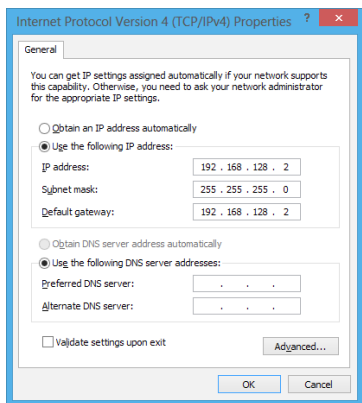 Internet Protocol Version 4 (TCP/IPv4) Properties ? ×
General
You can get IP settings assigned automatically if your network supports
this capability. Otherwise, you need to ask your network administrator
for the appropriate IP settings.
Obtain an IP address automatically
Use the following IP address:
IP address: 192 . 168 . 128 . 2
Subnet mask: 255 . 255 . 255 . 0
Default gateway: 192 . 168 . 128 . 2
Obtain DNS server address automatically
Use the following DNS server addresses:
Preferred DNS server: . . .
Alternate DNS server: . . .
Validate settings upon exit
Advanced...
OK Cancel